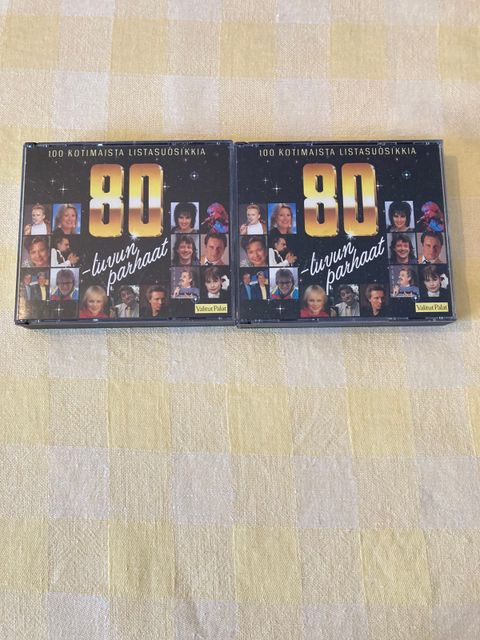 100 KOTIMAISTA LISTASUOSIKKIA
80
-luvun
parhaat
Valitut Palat
100 KOTIMAISTA LISTASUOSIKKIA
80
-luvun
parhaat
Valitut Palat